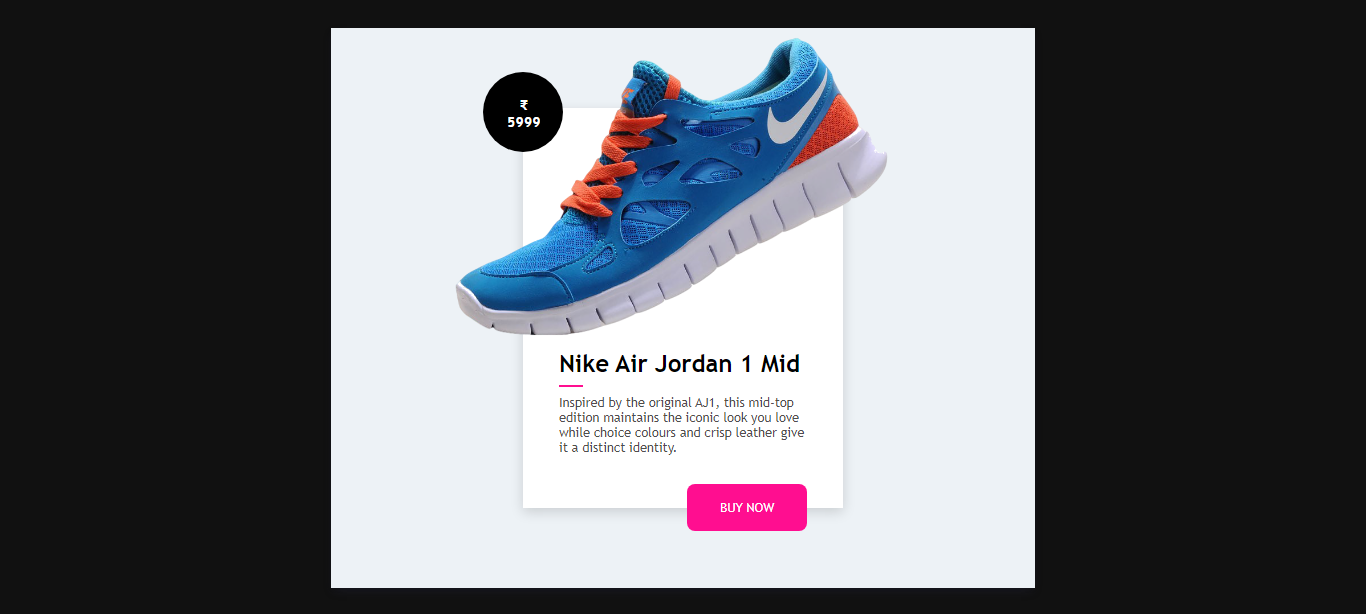 ₹
5999
Nike Air Jordan 1 Mid
Inspired by the original AJ1, this mid-top
edition maintains the iconic look you love
while choice colours and crisp leather give
it a distinct identity.
BUY NOW